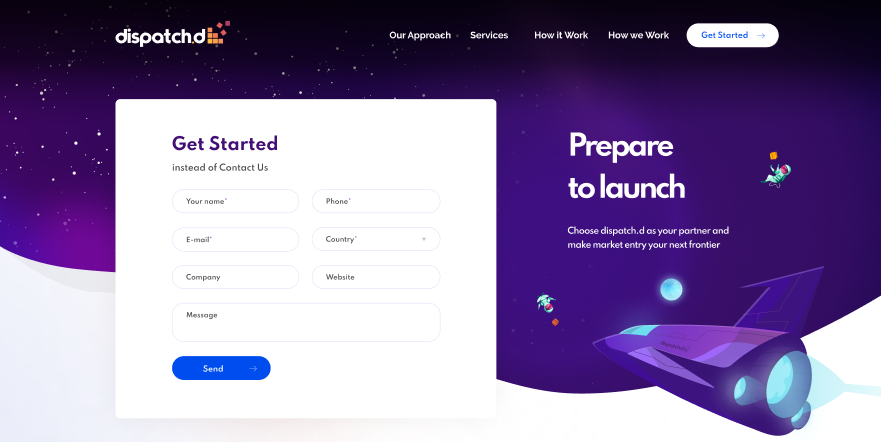 dispatch.d
Our Approach
Services
How it Work
How we Work
Get Started
Get Started
instead of Contact Us
Your name*
Phone*
E-mail*
Country*
Company
Website
Message
Send
Prepare
to launch
Choose dispatch.d as your partner and
make market entry your next frontier
dispatch.d